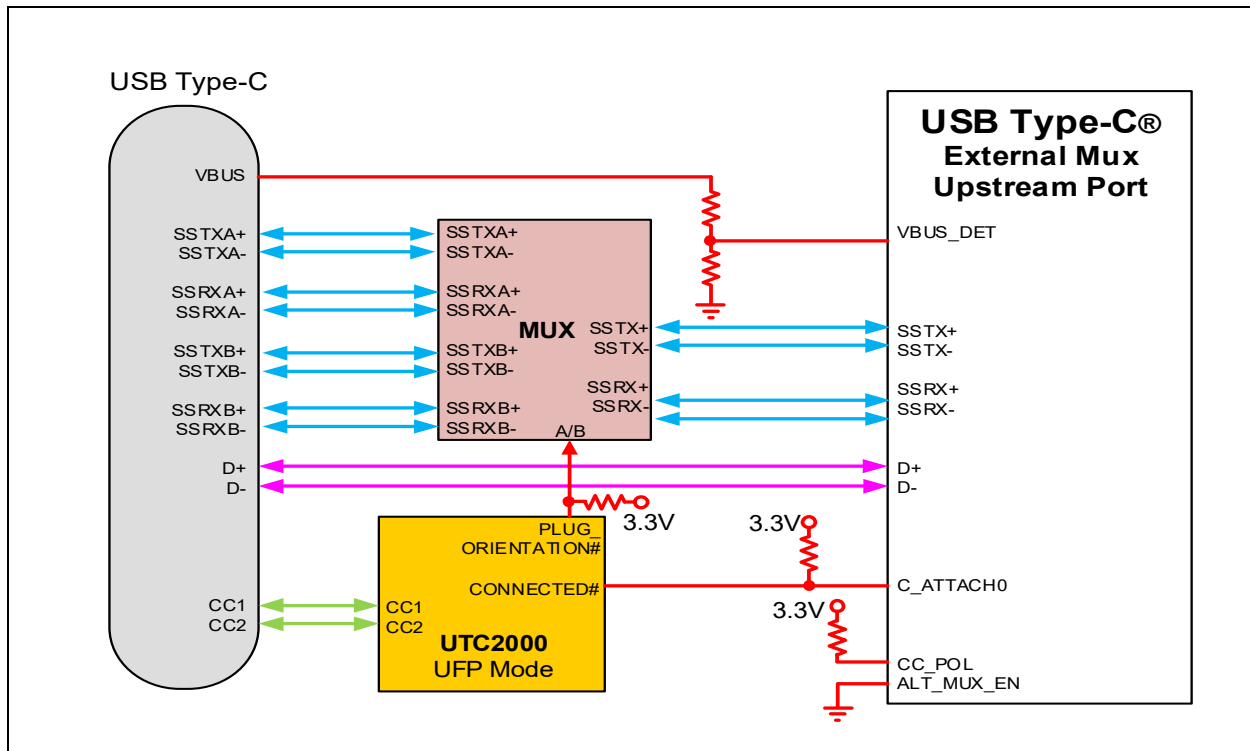 USB Type-C
VBUS
SSTXA+
SSTXA-
SSRXA+
SSRXA-
SSTXB+
SSTXB-
SSRXB+
SSRXB-
D+
D-
CC1
CC2
SSTXA+
SSTXA-
SSRXA+
SSRXA-
MUX
SSTXB+
SSTXB-
SSRXB+
SSRXB-
SSTX+
SSTX-
SSRX+
SSRX-
A/B
3.3V
PLUG_
ORIENTATION#
CONNECTED#
CC1
CC2
UTC2000
UFP Mode
3.3V
3.3V
USB Type-C®
External Mux
Upstream Port
VBUS_DET
SSTX+
SSTX-
SSRX+
SSRX-
D+
D-
C_ATTACH0
CC_POL
ALT_MUX_EN